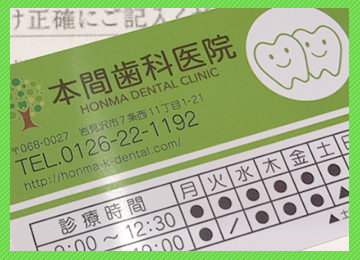 け正確にご記入くだ
本間歯科医院
HONMA DENTAL CLINIC
〒068-0027 岩見沢市7条西11丁目1-21
TEL.0126-22-1192
http://honma-k-dental.com/
診療時間 月 火 水 木 金 土 日
9:00 〜 12:30 ● ● ● ● ● ●
● / ● ● ● ▲